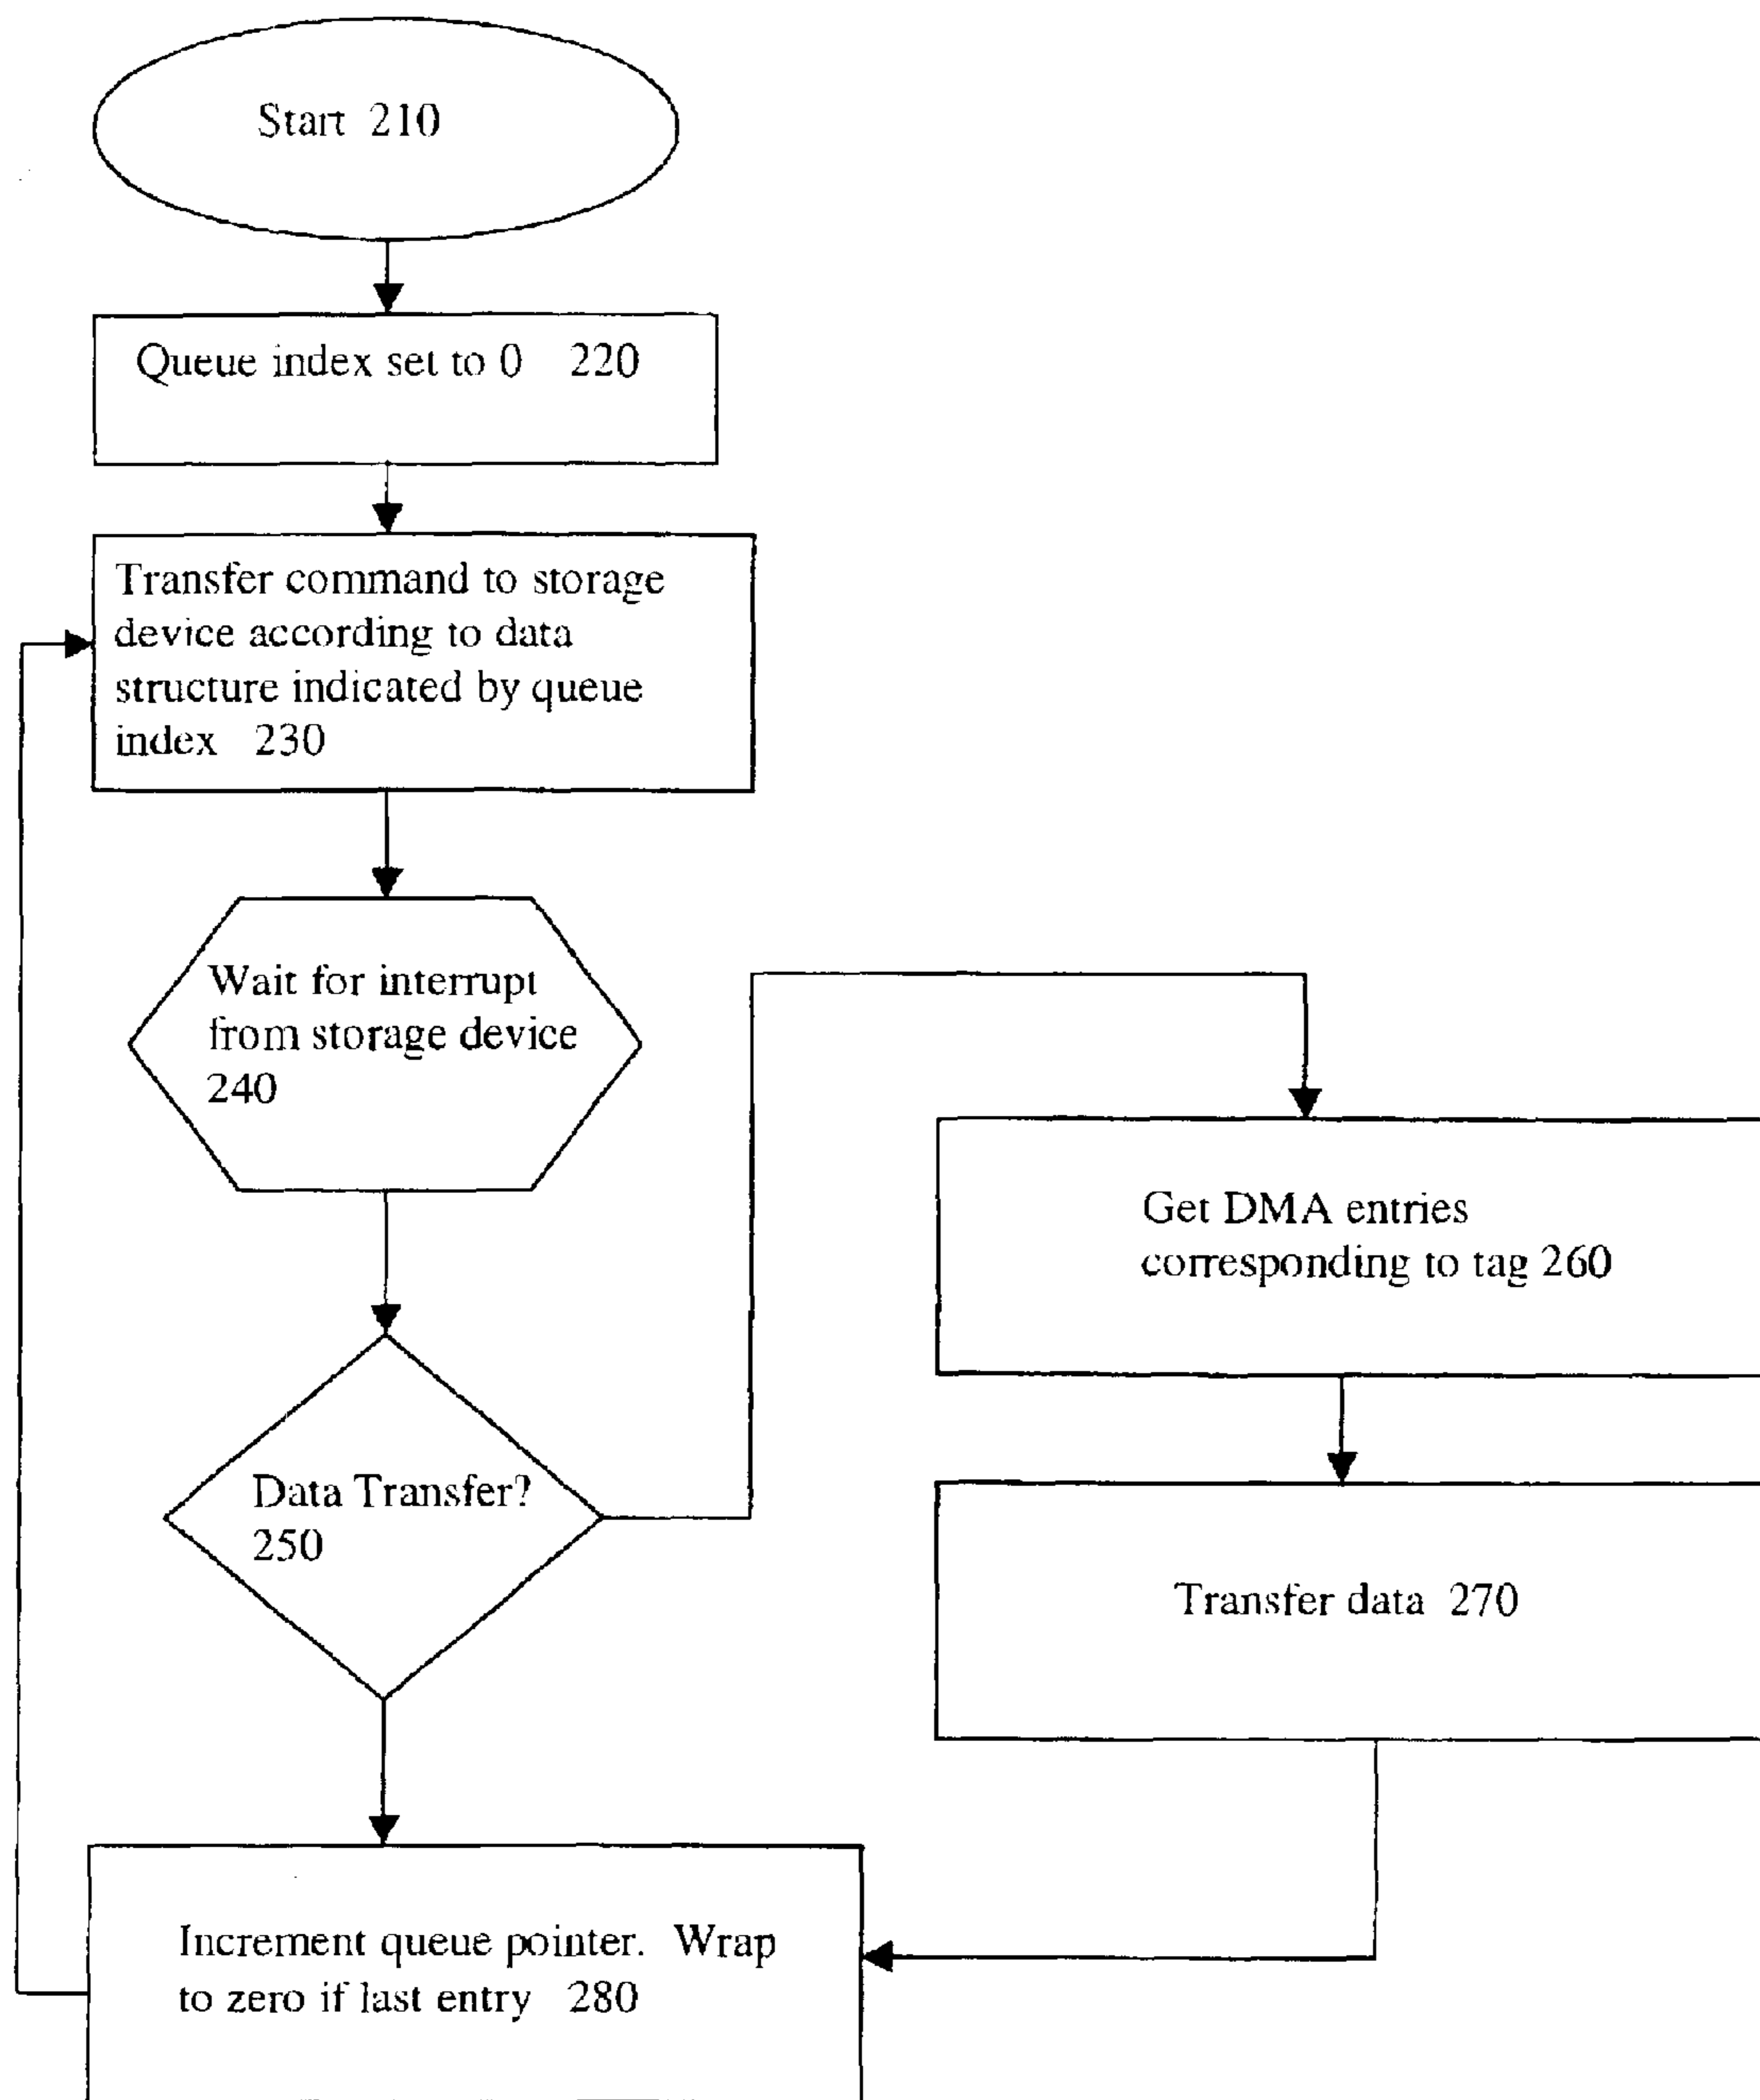 Start 210
Queue index set to 0 220
Transfer command to storage
device according to data
structure indicated by queue
index 230
Wait for interrupt
from storage device
240
Data Transfer?
250
Get DMA entries
corresponding to tag 260
Transfer data 270
Increment queue pointer. Wrap
to zero if last entry 280